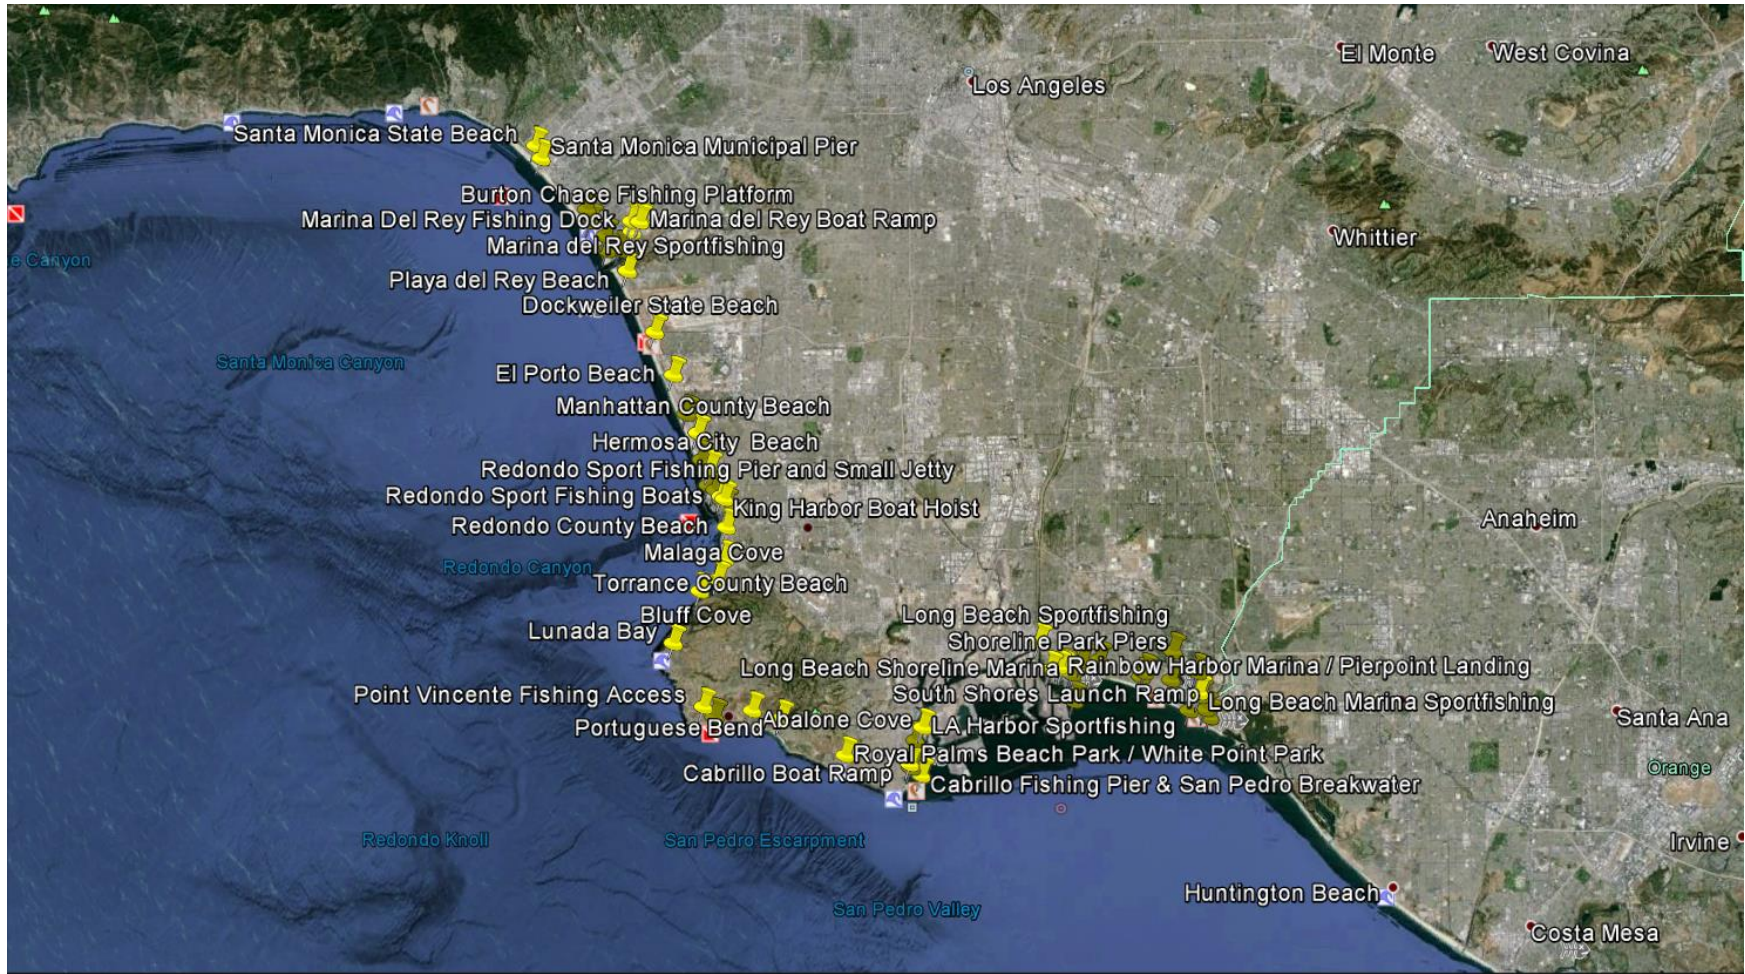 El Monte
West Covina
Los Angeles
Santa Monica State Beach
Santa Monica Municipal Pier
Burton Chace Fishing Platform
Marina Del Rey Fishing Dock
Marina del Rey Boat Ramp
Whittier
Marina del Rey Sportfishing
e Canyon
Playa del Rey Beach
Dockweiler State Beach
Santa Monica Canyon
El Porto Beach
Manhattan County Beach
Hermosa City Beach
Redondo Sport Fishing Pier and Small Jetty
Redondo Sport Fishing Boats
King Harbor Boat Hoist
Anaheim
Redondo County Beach
Malaga Cove
Redondo Canyon
Torrance County Beach
Bluff Cove
Long Beach Sportfishing
Lunada Bay
Shoreline Park Piers
Long Beach Shoreline Marina
Rainbow Harbor Marina / Pierpoint Landing
Point Vincente Fishing Access
South Shores Launch Ramp
Long Beach Marina Sportfishing
Portuguese Bend
Abalone Cove
LA Harbor Sportfishing
Santa Ana
Royal Palms Beach Park / White Point Park
Cabrillo Boat Ramp
Orange
Cabrillo Fishing Pier & San Pedro Breakwater
Redondo Knoll
San Pedro Escarpment
Irvine
Huntington Beach
San Pedro Valley
Costa Mesa